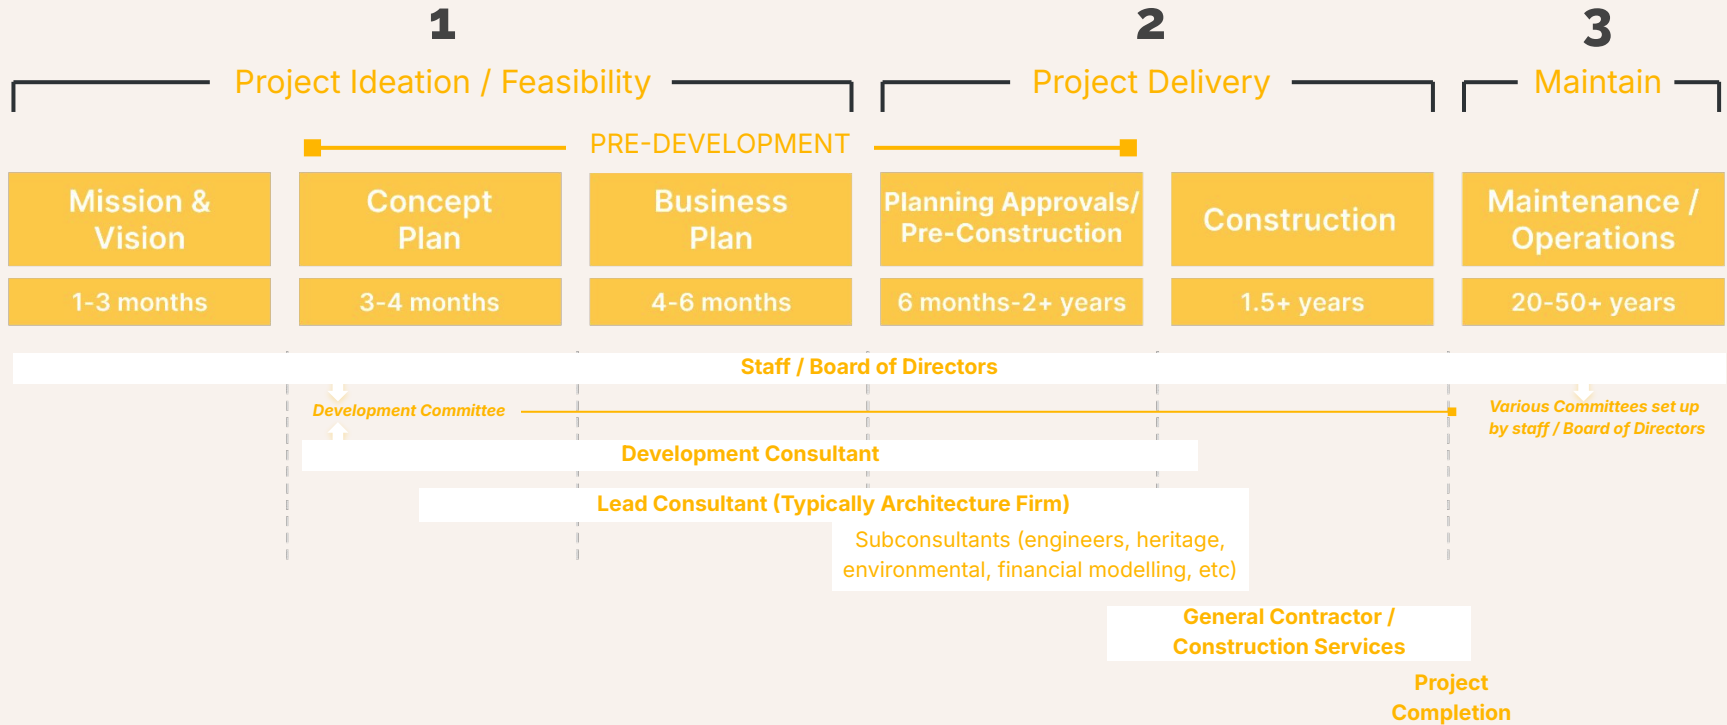 1
2
3
Project Ideation / Feasibility
Project Delivery
Maintain
PRE-DEVELOPMENT
Mission &
Vision
Concept
Plan
Business
Plan
Planning Approvals/
Pre-Construction
Construction
Maintenance /
Operations
1-3 months
3-4 months
4-6 months
6 months-2+ years
1.5+ years
20-50+ years
Staff / Board of Directors
Development Committee
Various Committees set up
by staff / Board of Directors
Development Consultant
Lead Consultant (Typically Architecture Firm)
Subconsultants (engineers, heritage,
environmental, financial modelling, etc)
General Contractor /
Construction Services
Project
Completion